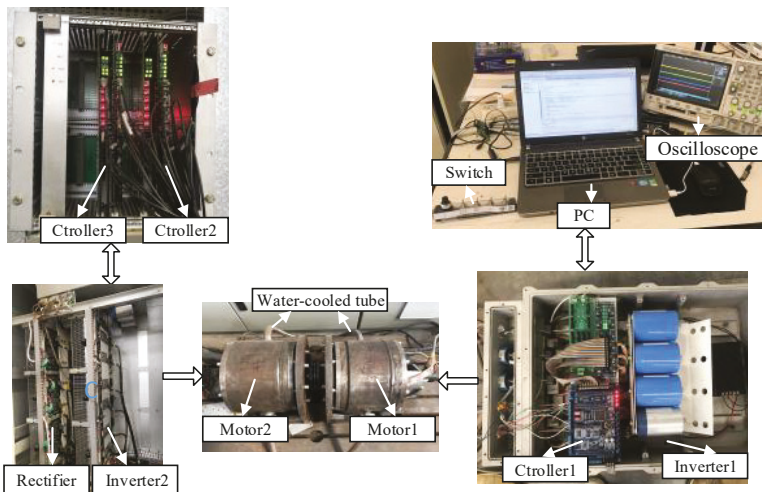 Ctroller3
Ctroller2
Switch
Oscilloscope
PC
Water-cooled tube
Motor2
Motor1
Rectifier
Inverter2
Ctroller1
Inverter1